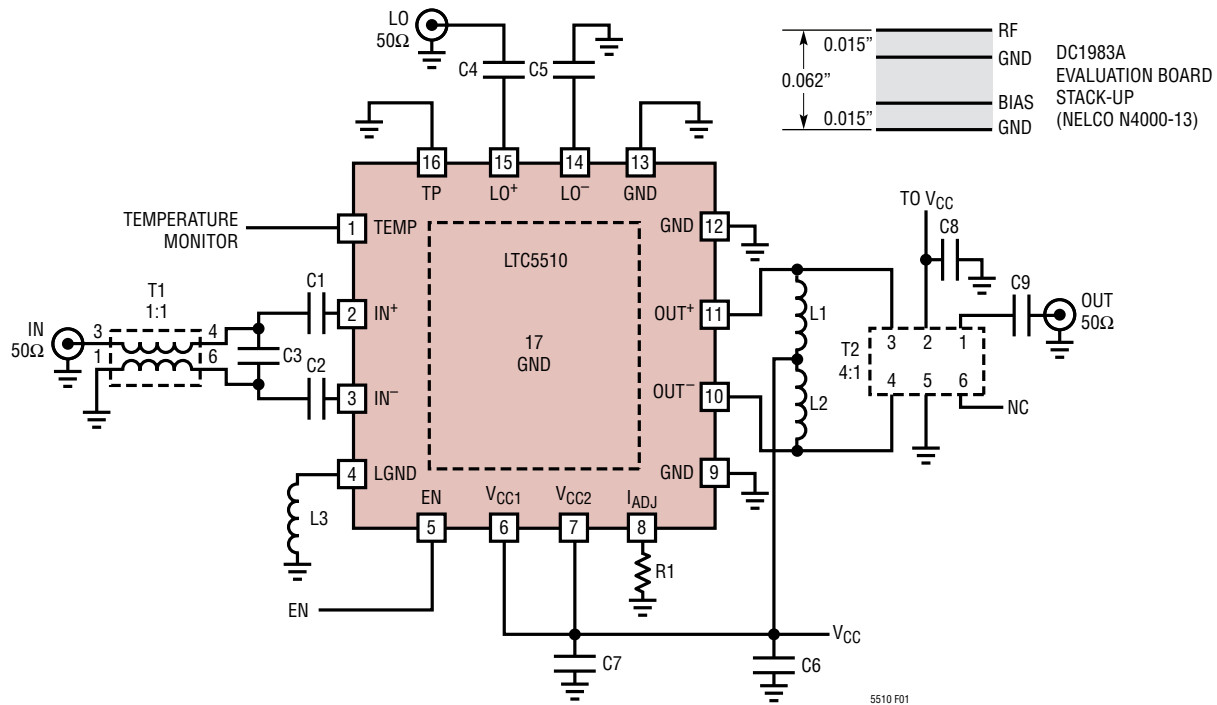 LO
50Ω
C4
C5
0.062”
0.015”
0.015”
RF
GND
BIAS
GND
DC1983A
EVALUATION BOARD
STACK-UP
(NELCO N4000-13)
16
15
14
13
TP
LO⁺
LO⁻
GND
TEMPERATURE
MONITOR
1
TEMP
LTC5510
17
GND
GND
12
IN
50Ω
T1
1:1
3
4
1
6
C1
C3
C2
2
IN⁺
3
IN⁻
4
LGND
L3
OUT⁺
11
OUT⁻
10
GND
9
L1
L2
TO VCC
C8
C9
OUT
50Ω
T2
4:1
3
2
1
4
5
6
NC
EN
VCC1
VCC2
IADJ
5
6
7
8
EN
R1
VCC
C7
C6
5510 F01